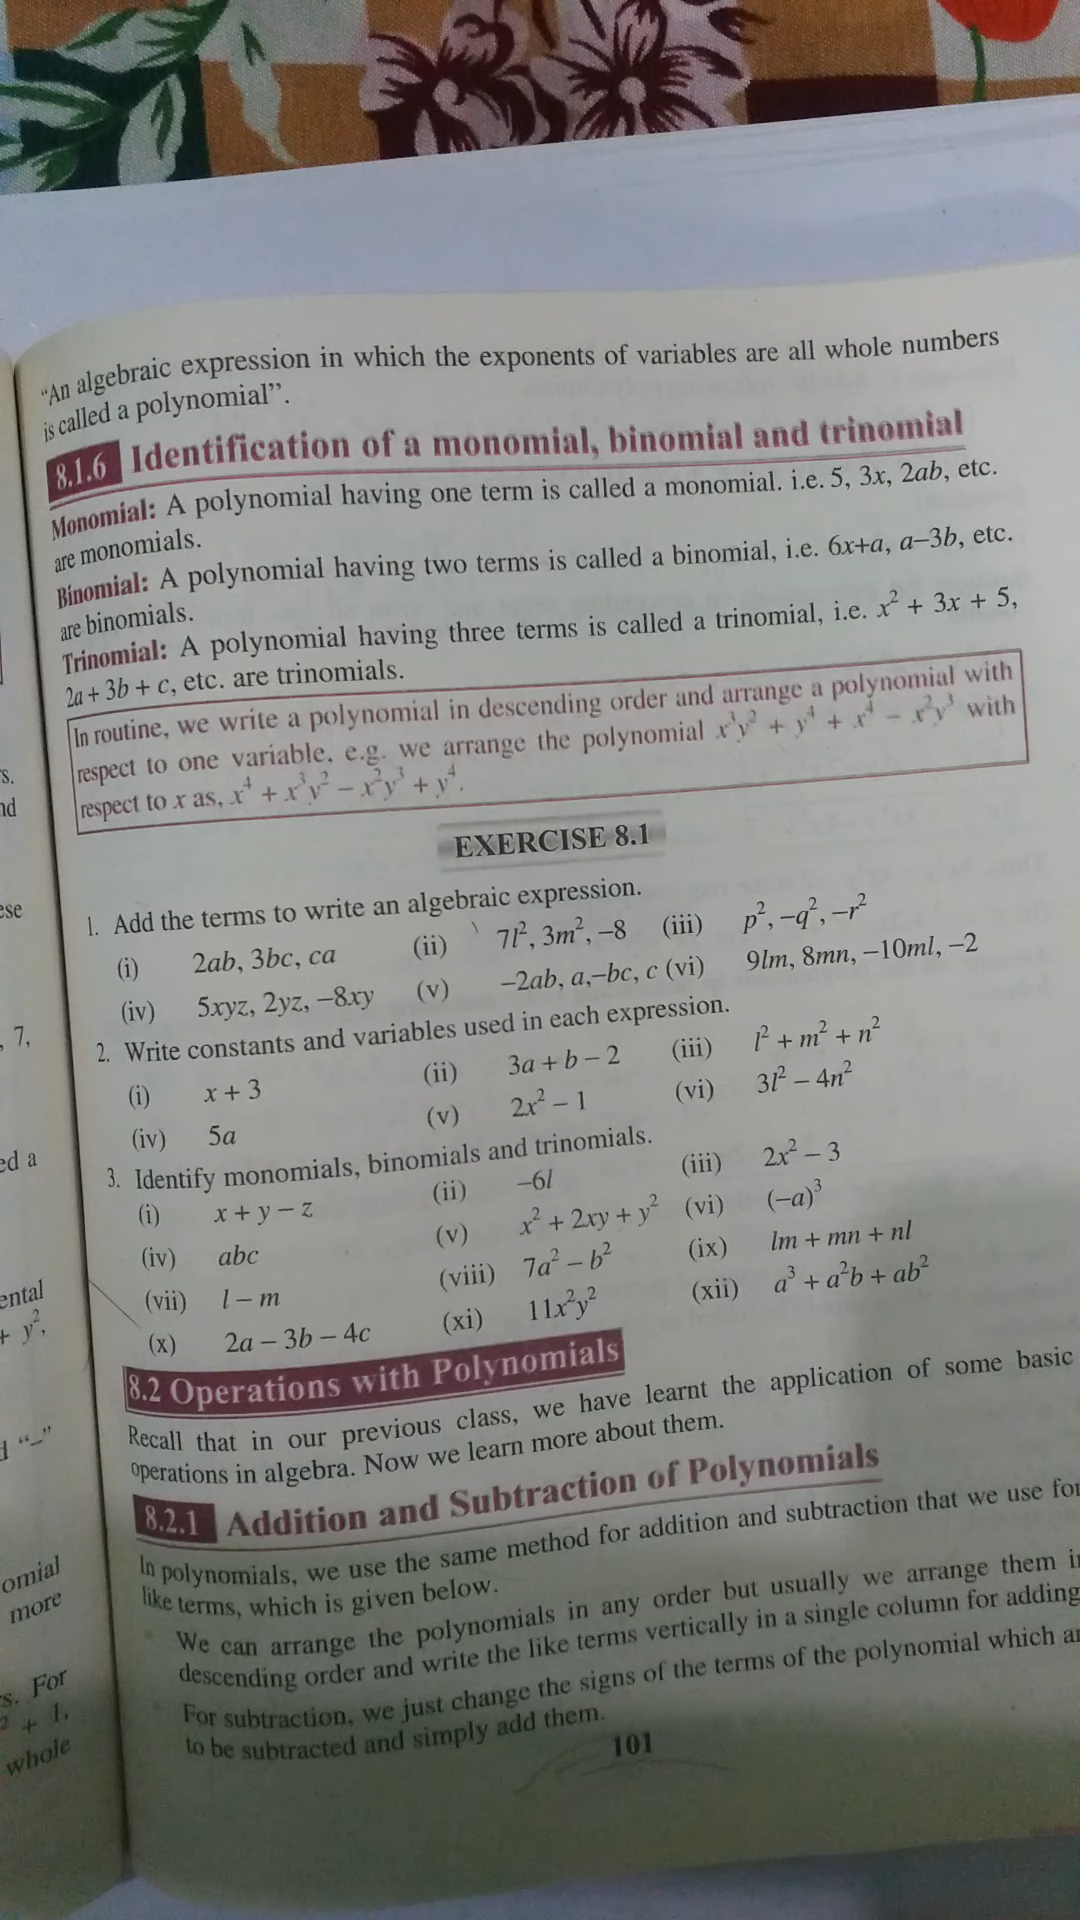 "An algebraic expression in which the exponents of variables are all whole numbers
is called a polynomial".
8.1.6 Identification of a monomial, binomial and trinomial
Monomial: A polynomial having one term is called a monomial. i.e. 5, 3x, 2ab, etc.
are monomials.
Binomial: A polynomial having two terms is called a binomial, i.e. 6x+a, a–3b, etc.
are binomials.
Trinomial: A polynomial having three terms is called a trinomial, i.e. x² + 3x + 5,
2a + 3b + c, etc. are trinomials.
In routine, we write a polynomial in descending order and arrange a polynomial with
respect to one variable. e.g. we arrange the polynomial x³y² + y⁴ + x⁴ – x²y³ with
respect to x as, x⁴ + x³y² – x²y³ + y⁴.
EXERCISE 8.1
1. Add the terms to write an algebraic expression.
(i) 2ab, 3bc, ca (ii) 7l², 3m², –8 (iii) p², –q², –r²
(iv) 5xyz, 2yz, –8xy (v) –2ab, a,–bc, c (vi) 9lm, 8mn, –10ml, –2
2. Write constants and variables used in each expression.
(i) x + 3 (ii) 3a + b – 2 (iii) l² + m² + n²
(iv) 5a (v) 2x² – 1 (vi) 3l² – 4n²
3. Identify monomials, binomials and trinomials.
(i) x + y – z (ii) –6l (iii) 2x² – 3
(iv) abc (v) x² + 2xy + y² (vi) (–a)³
(vii) l – m (viii) 7a² – b² (ix) lm + mn + nl
(x) 2a – 3b – 4c (xi) 11x²y² (xii) a³ + a²b + ab²
8.2 Operations with Polynomials
Recall that in our previous class, we have learnt the application of some basic
operations in algebra. Now we learn more about them.
8.2.1 Addition and Subtraction of Polynomials
In polynomials, we use the same method for addition and subtraction that we use for
like terms, which is given below.
We can arrange the polynomials in any order but usually we arrange them
descending order and write the like terms vertically in a single column for adding
For subtraction, we just change the signs of the terms of the polynomial which
to be subtracted and simply add them.
101
7,
ed a
+ y²,
more
s. For
+ 1,
whole